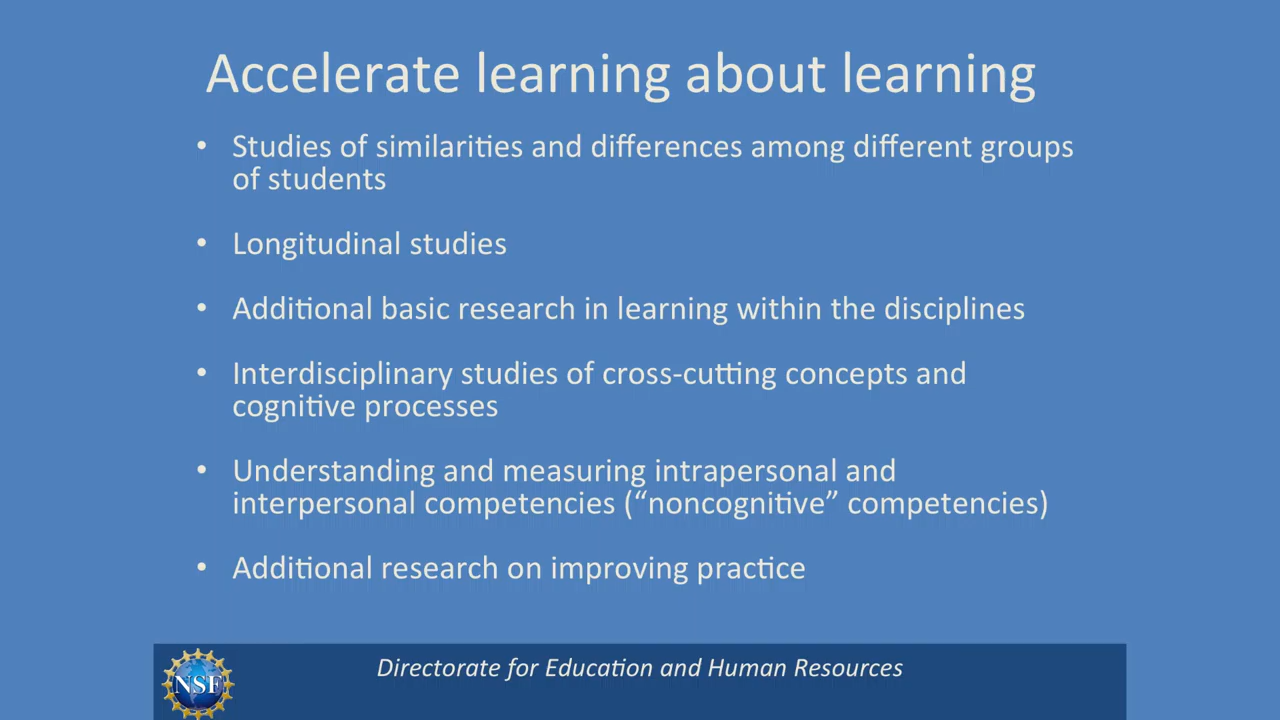 Accelerate learning about learning
• Studies of similarities and differences among different groups
of students
• Longitudinal studies
• Additional basic research in learning within the disciplines
• Interdisciplinary studies of cross-cutting concepts and
cognitive processes
• Understanding and measuring intrapersonal and
interpersonal competencies (“noncognitive” competencies)
• Additional research on improving practice
Directorate for Education and Human Resources
NSF